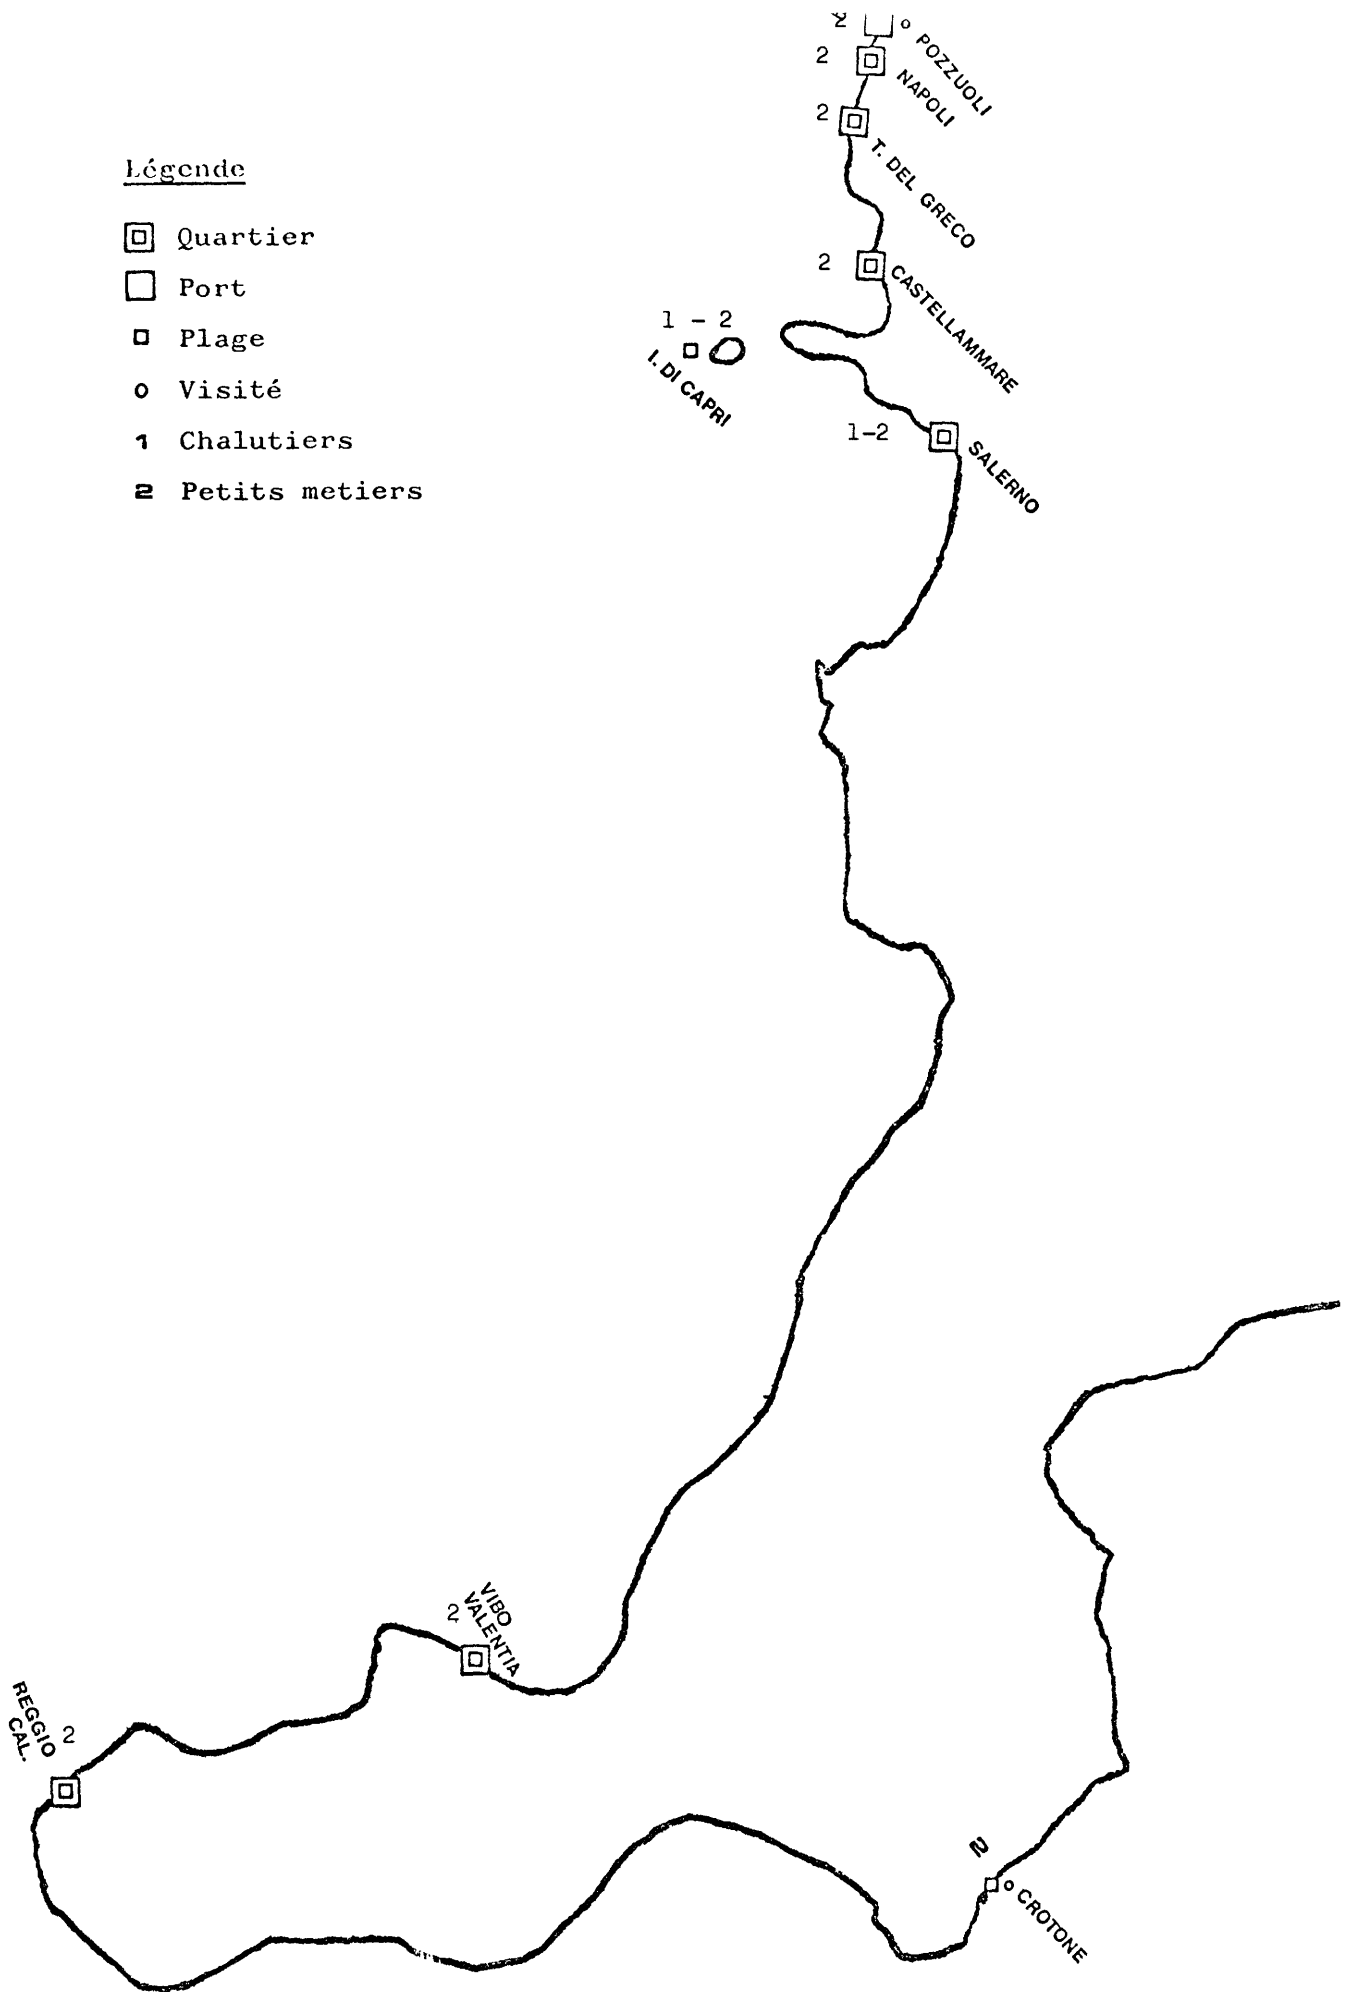 2 POZZUOLI
2 NAPOLI
2 T. DEL GRECO
Légende
Quartier
Port
Plage
Visité
1 Chalutiers
2 Petits metiers
2 CASTELLAMMARE
1 - 2
I. DI CAPRI
1-2 SALERNO
2 VIBO
VALENTIA
REGGIO
CAL. 2
2
CROTONE